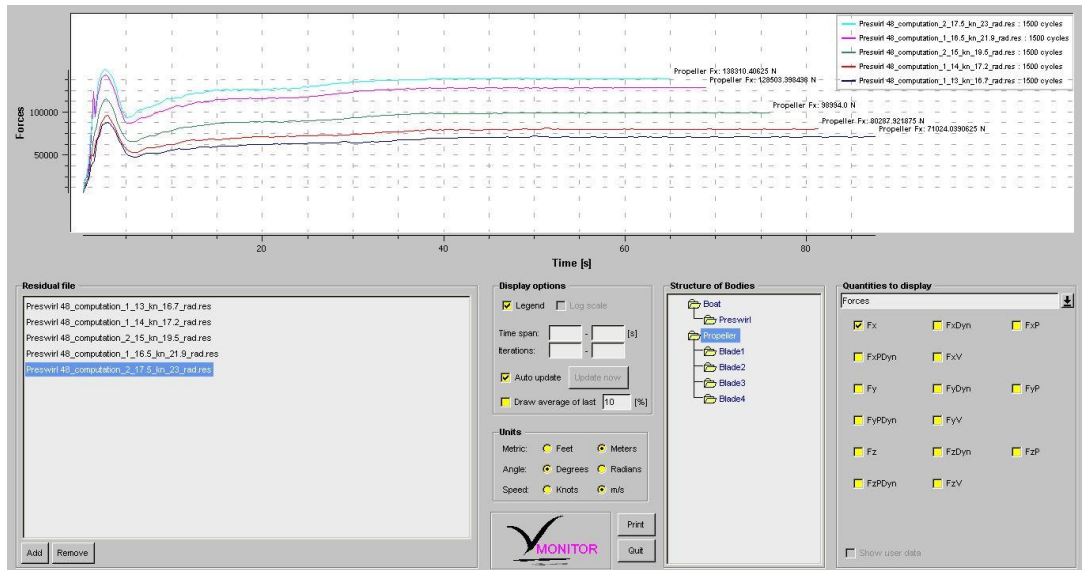 Preswirl 48_computation_2_17.5_kn_23_rad.res : 1500 cycles
Preswirl 48_computation_1_16.5_kn_21.9_rad.res : 1500 cycles
Preswirl 48_computation_2_15_kn_19.5_rad.res : 1500 cycles
Preswirl 48_computation_1_14_kn_17.2_rad.res : 1500 cycles
Preswirl 48_computation_1_13_kn_16.7_rad.res : 1500 cycles
Propeller Fx: 138310.40625 N
Propeller Fx: 128503.398438 N
Propeller Fx: 98994.0 N
Propeller Fx: 80287.921875 N
Propeller Fx: 71024.0390625 N
Forces
100000
50000
20
40
60
80
Time [s]
Residual file
Preswirl 48_computation_1_13_kn_16.7_rad.res
Preswirl 48_computation_1_14_kn_17.2_rad.res
Preswirl 48_computation_2_15_kn_19.5_rad.res
Preswirl 48_computation_1_16.5_kn_21.9_rad.res
Preswirl 48_computation_2_17.5_kn_23_rad.res
Add Remove
Display options
Legend Log scale
Time span: - [s]
Iterations: -
Auto update Update now
Draw average of last 10 [%]
Units
Metric: Feet Meters
Angle: Degrees Radians
Speed: Knots m/s
MONITOR
Print
Quit
Structure of Bodies
Boat
Preswirl
Propeller
Blade1
Blade2
Blade3
Blade4
Quantities to display
Forces
Fx FxDyn FxP
FxPDyn FxV
Fy FyDyn FyP
FyPDyn FyV
Fz FzDyn FzP
FzPDyn FzV
Show user data